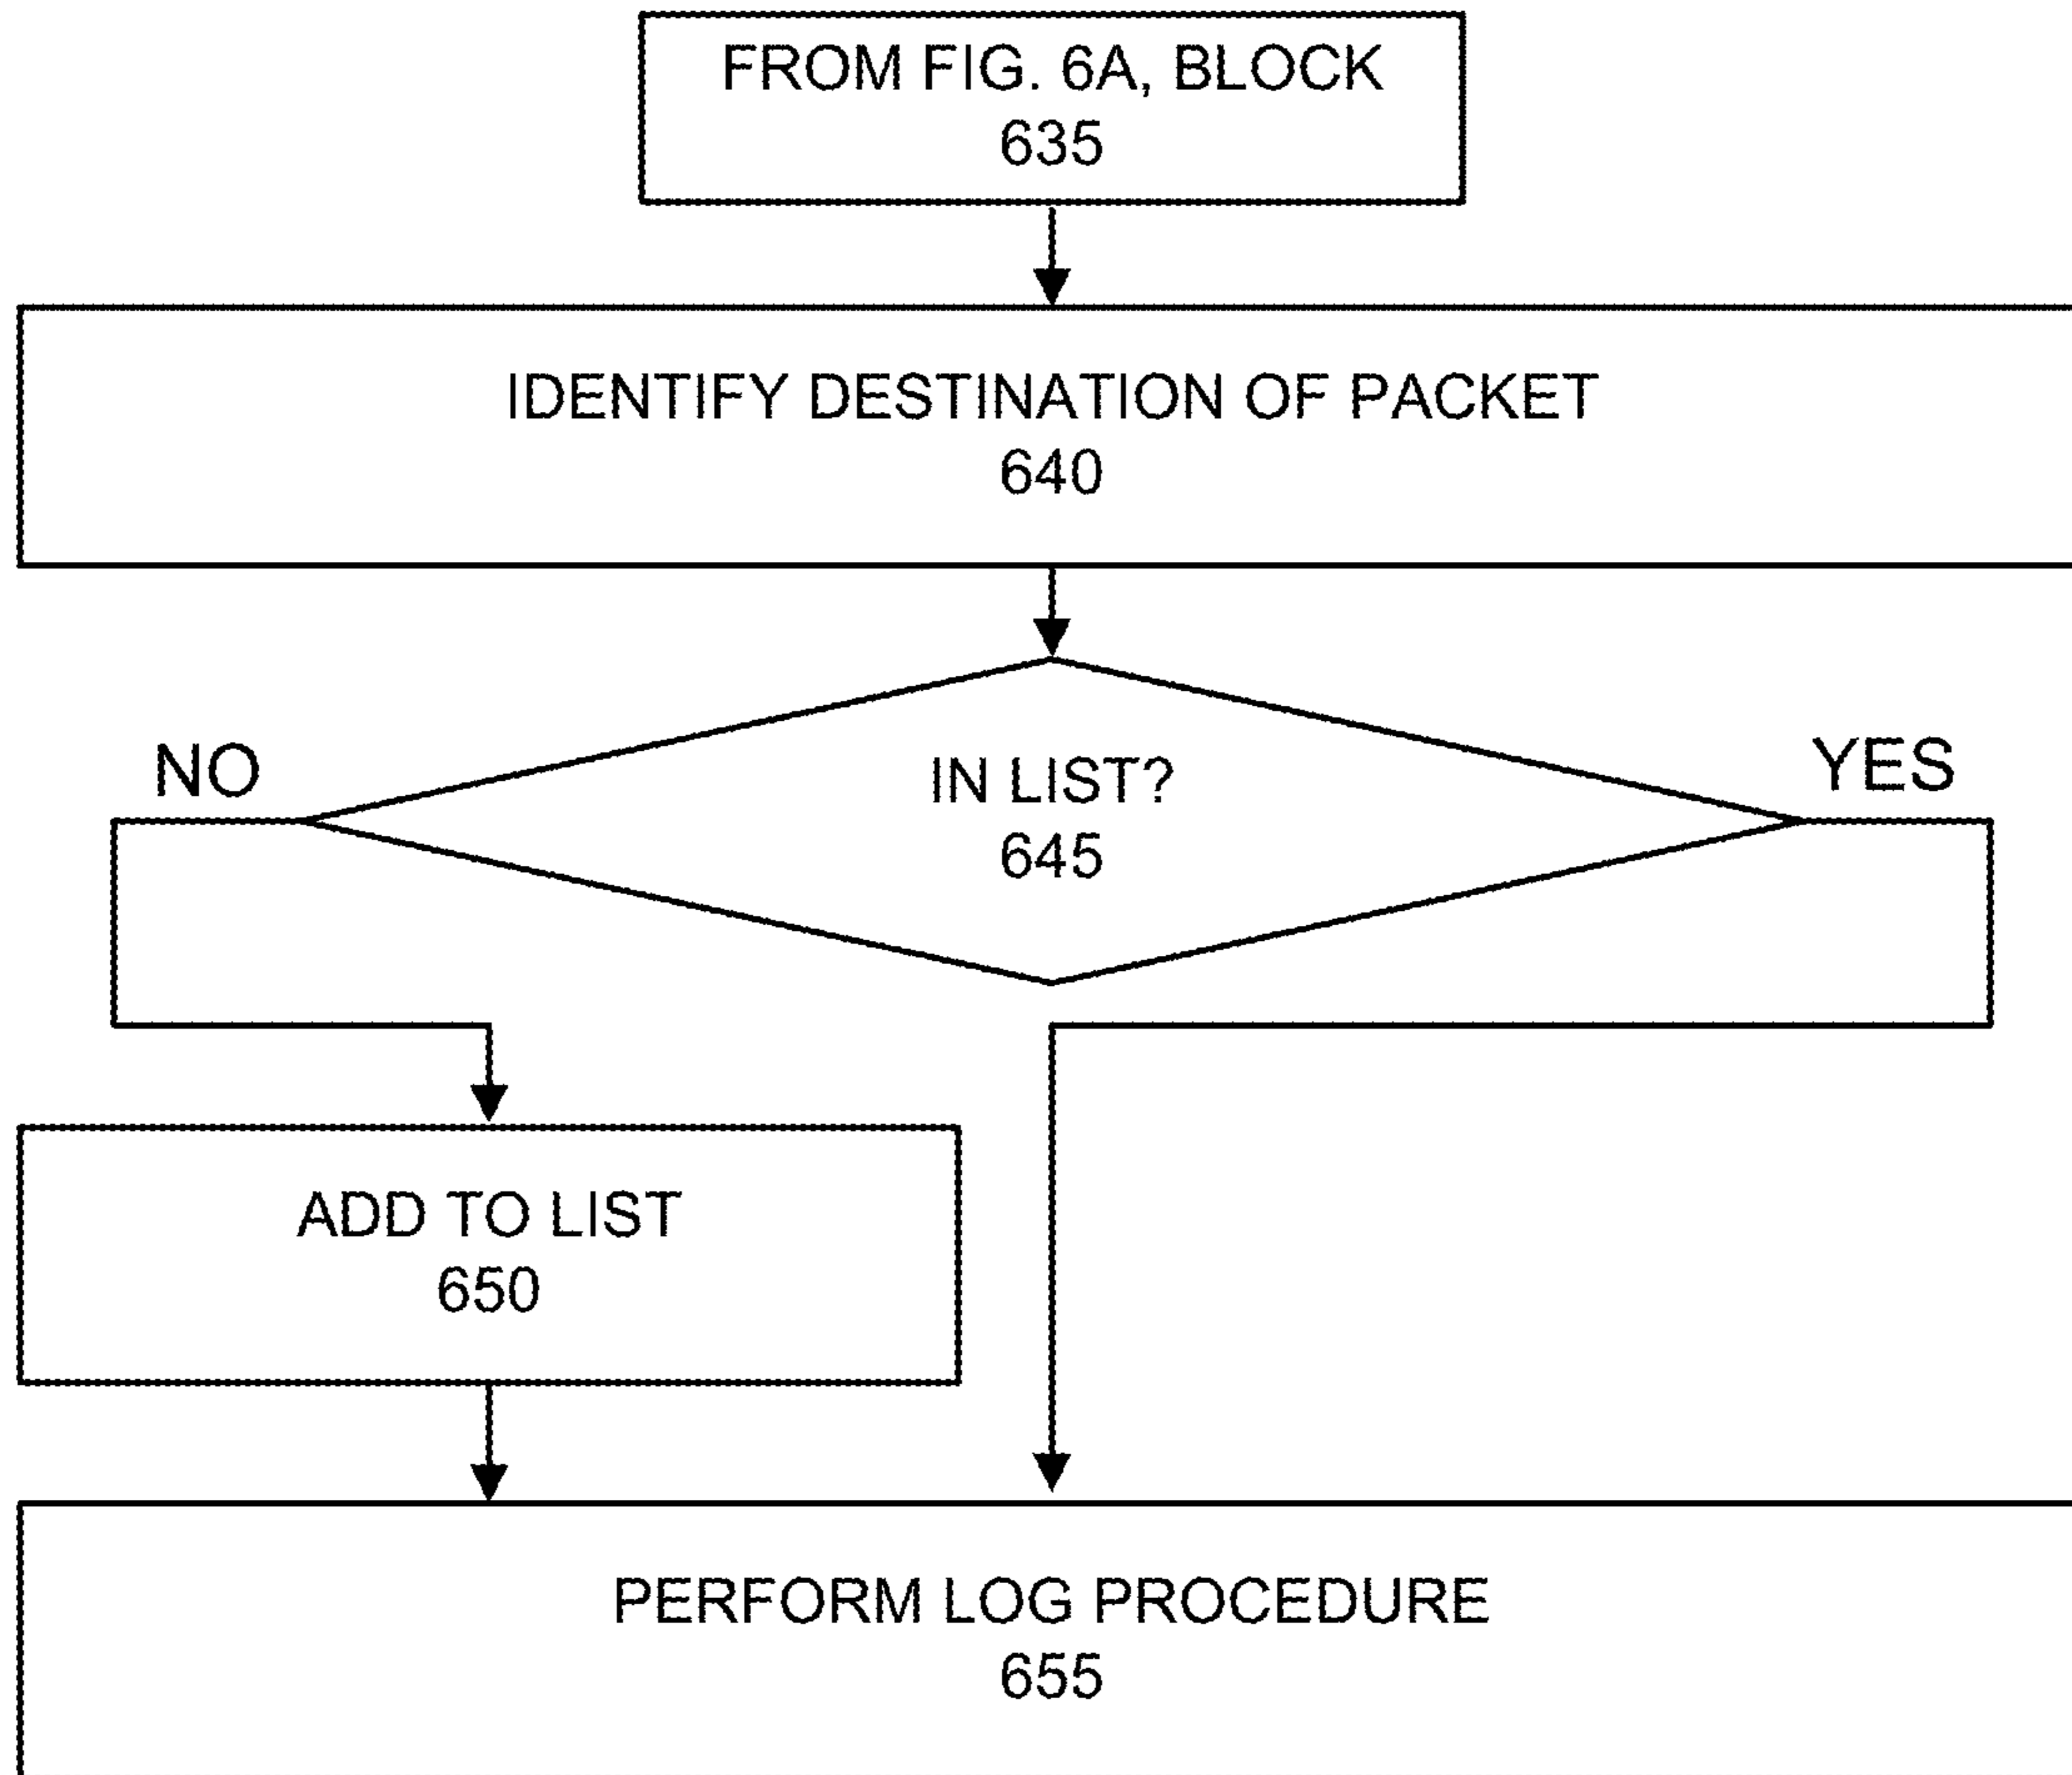 FROM FIG. 6A, BLOCK
635
IDENTIFY DESTINATION OF PACKET
640
NO
YES
IN LIST?
645
ADD TO LIST
650
PERFORM LOG PROCEDURE
655